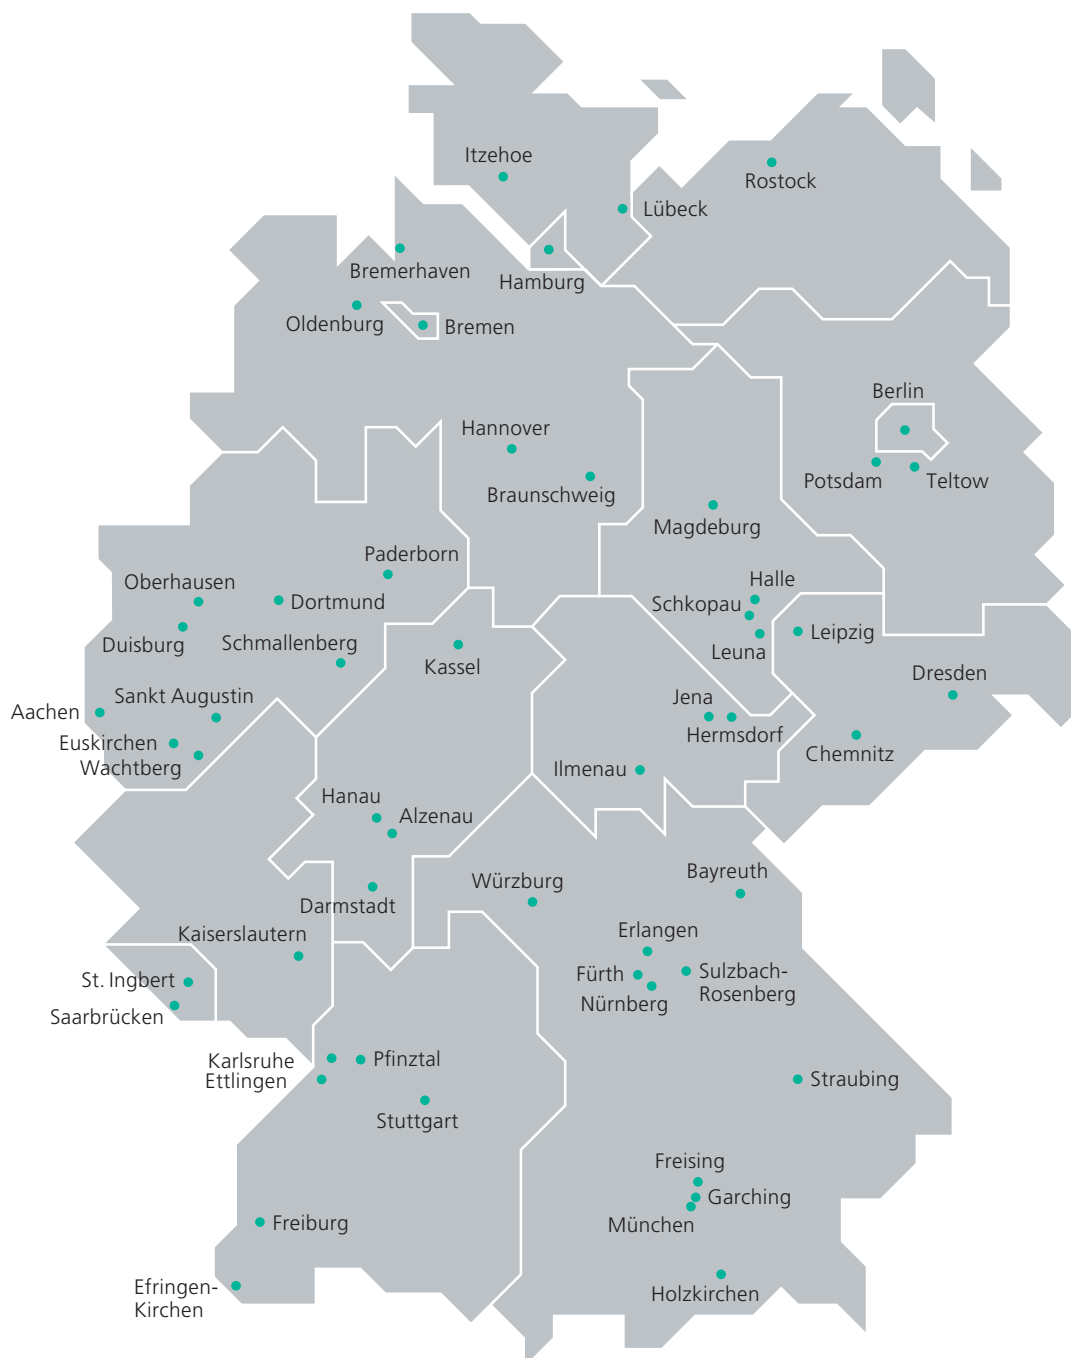 Itzehoe
Rostock
Lübeck
Bremerhaven
Hamburg
Oldenburg
Bremen
Berlin
Hannover
Potsdam
Teltow
Braunschweig
Magdeburg
Paderborn
Oberhausen
Halle
Dortmund
Schkopau
Duisburg
Schmallenberg
Leipzig
Leuna
Kassel
Dresden
Sankt Augustin
Jena
Aachen
Hermsdorf
Euskirchen
Chemnitz
Wachtberg
Ilmenau
Hanau
Alzenau
Bayreuth
Würzburg
Darmstadt
Erlangen
Kaiserslautern
Sulzbach-
Rosenberg
Fürth
St. Ingbert
Nürnberg
Saarbrücken
Karlsruhe
Pfinztal
Ettlingen
Straubing
Stuttgart
Freising
Garching
München
Freiburg
Efringen-
Kirchen
Holzkirchen